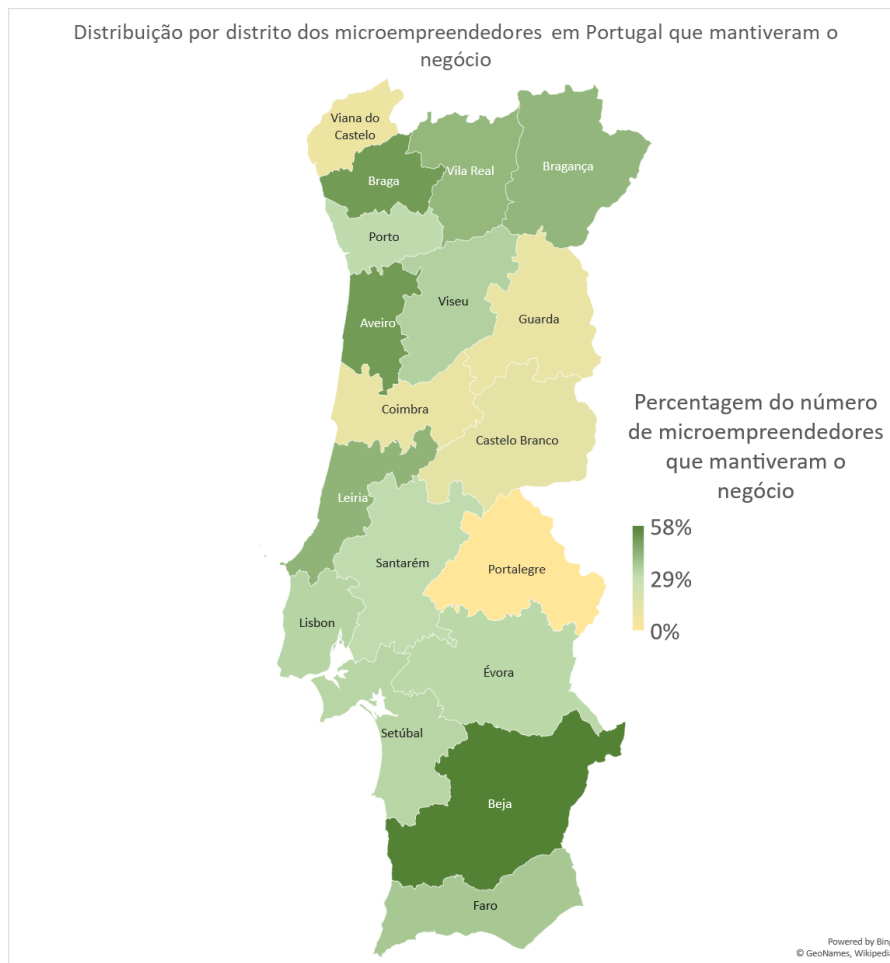 Distribuição por distrito dos microempreendedores em Portugal que mantiveram o
negócio
Viana do
Castelo
Braga
Vila Real
Bragança
Porto
Viseu
Aveiro
Guarda
Coimbra
Castelo Branco
Percentagem do número
de microempreendedores
que mantiveram o
negócio
58%
29%
0%
Leiria
Santarém
Portalegre
Lisbon
Évora
Setúbal
Beja
Faro
Powered by Bing
© GeoNames, Wikipedia